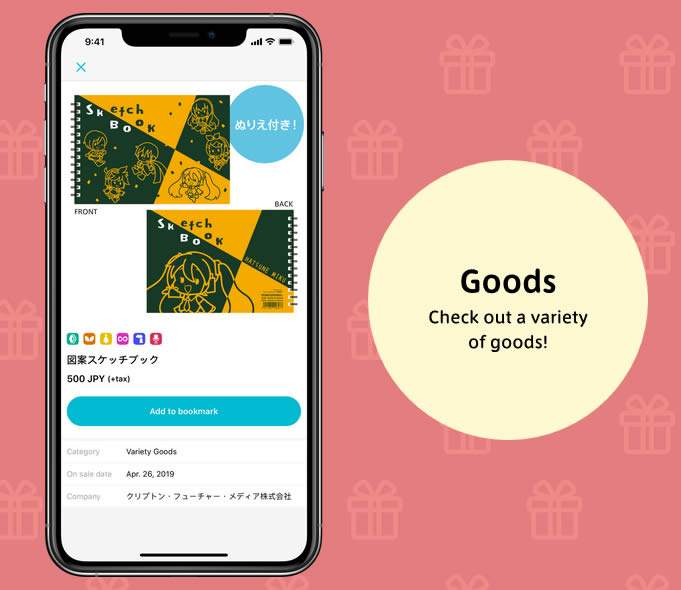 9:41
Sketch
Book
ぬりえ付き!
FRONT
BACK
Sketch
Book
HATSUNE MIKU
図案スケッチブック
500 JPY (+tax)
Add to bookmark
Category Variety Goods
On sale date Apr. 26, 2019
Company クリプトン・フューチャー・メディア株式会社
Goods
Check out a variety
of goods!